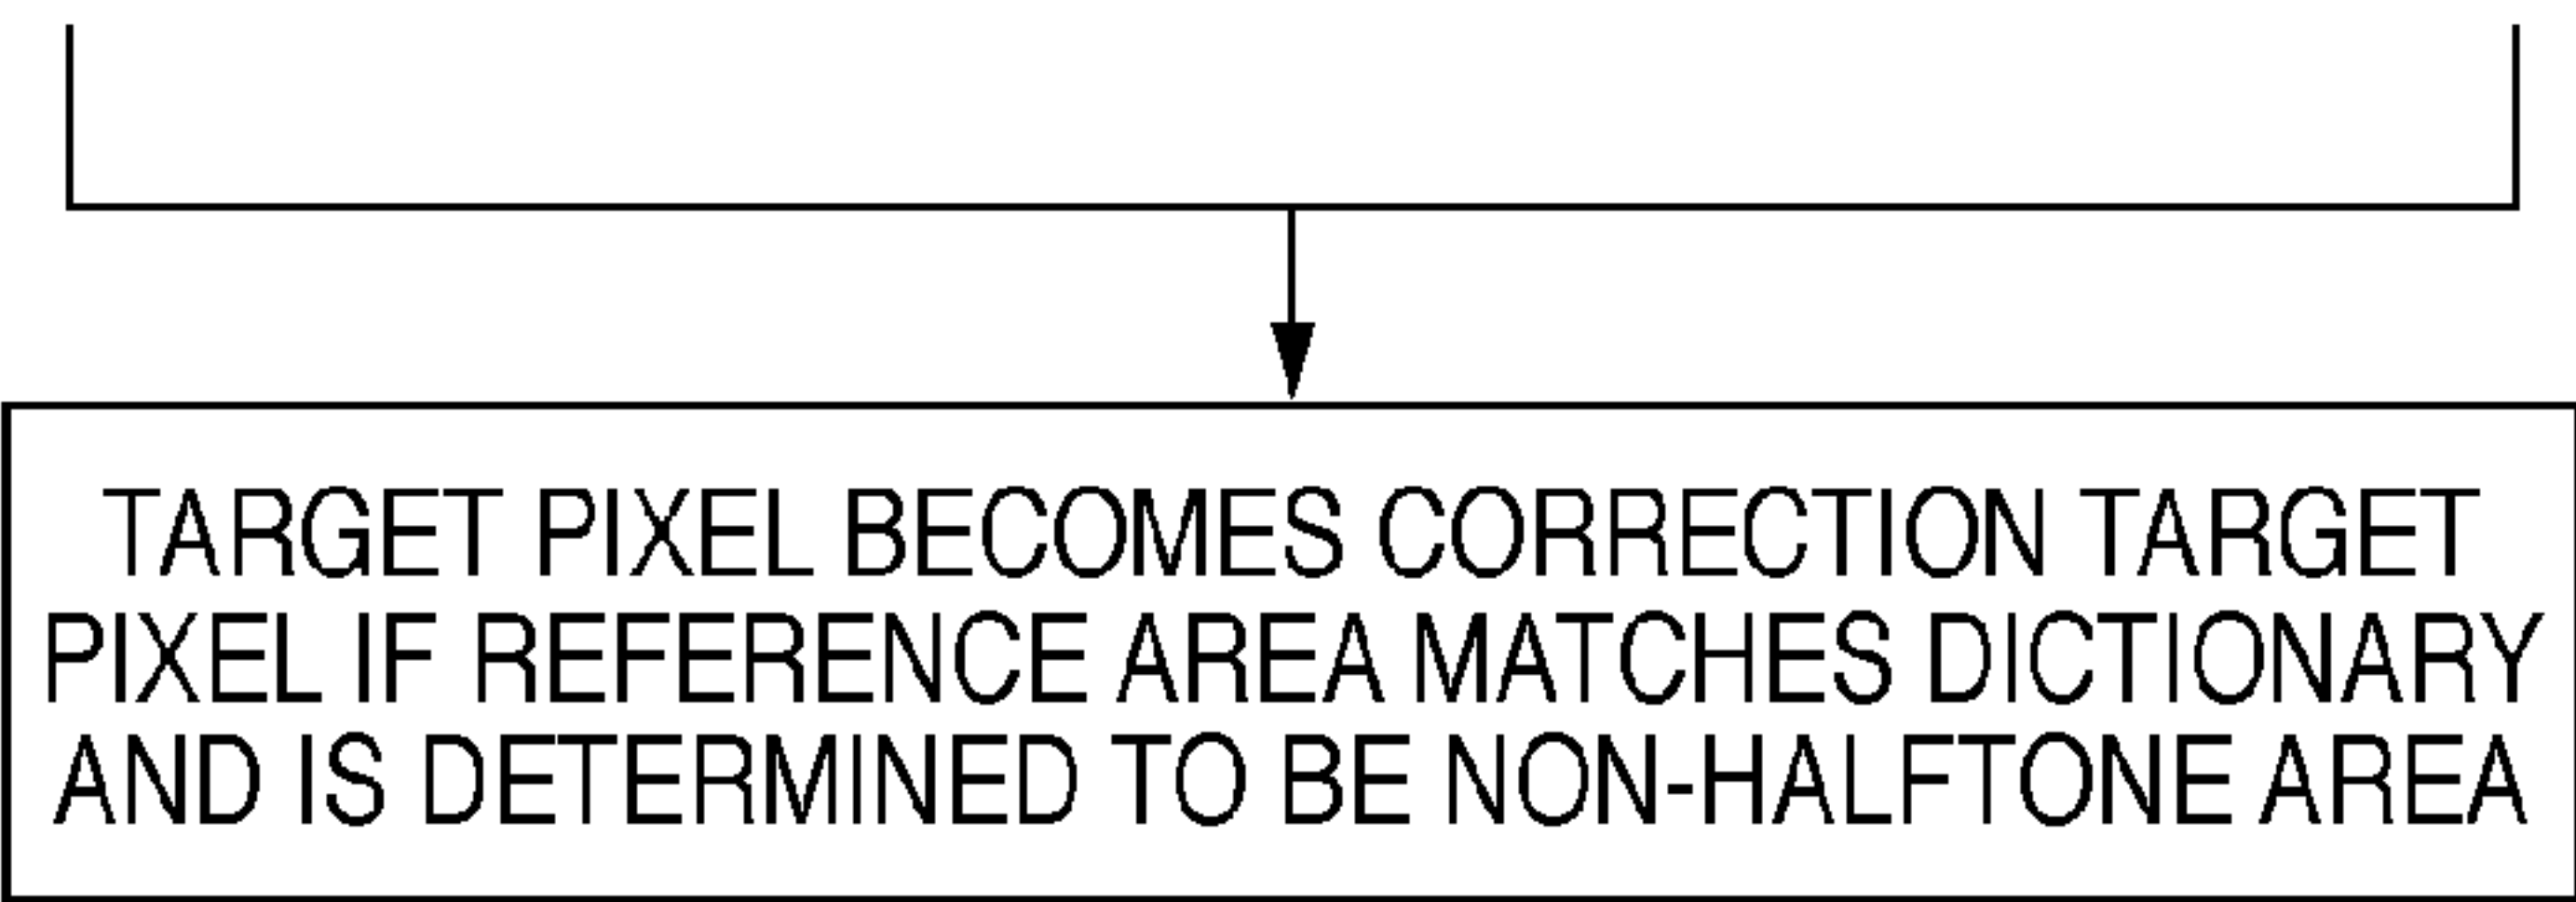 TARGET PIXEL BECOMES CORRECTION TARGET
PIXEL IF REFERENCE AREA MATCHES DICTIONARY
AND IS DETERMINED TO BE NON-HALFTONE AREA